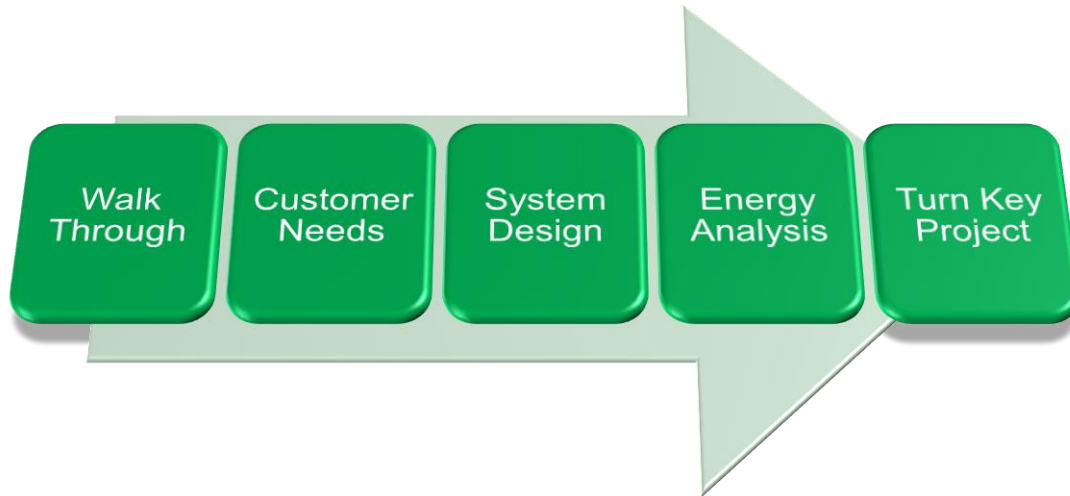 Walk
Through
Customer
Needs
System
Design
Energy
Analysis
Turn Key
Project